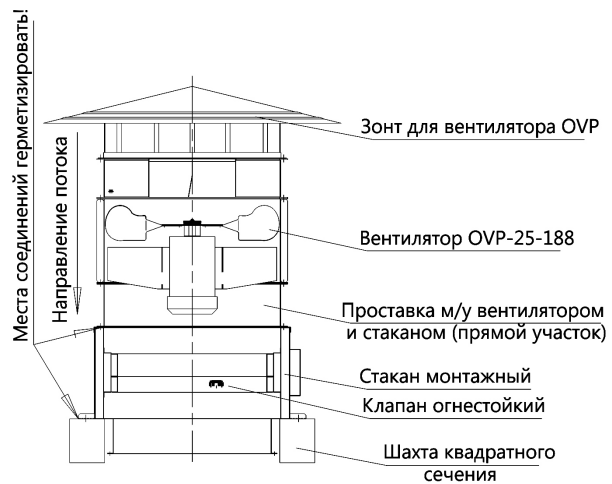 Места соединений герметизировать!
Направление потока
Зонт для вентилятора OVP
Вентилятор OVP-25-188
Проставка м/у вентилятором
и стаканом (прямой участок)
Стакан монтажный
Клапан огнестойкий
Шахта квадратного
сечения